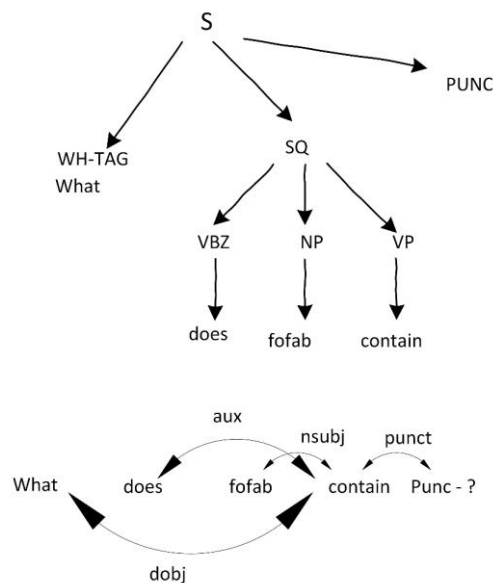 S
PUNC
WH-TAG
What
SQ
VBZ NP VP
does fofab contain
aux
nsubj punct
What does fofab contain Punc - ?
dobj